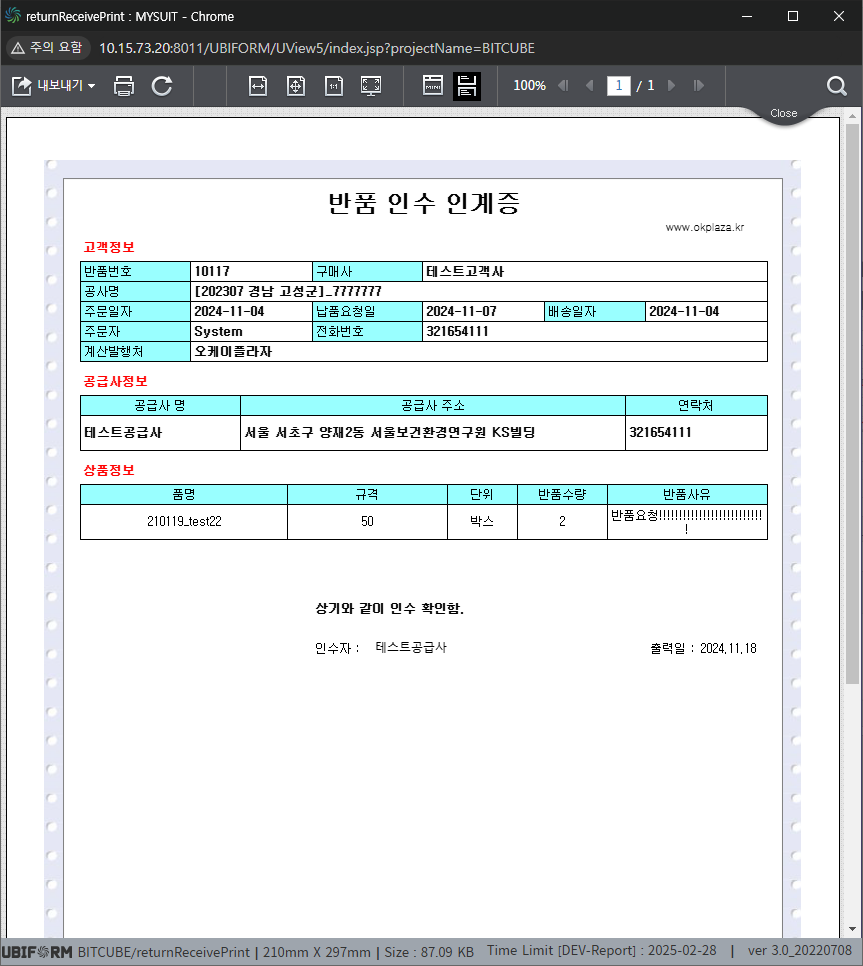 returnReceivePrint : MYSUIT - Chrome
주의 요함 10.15.73.20:8011/UBIFORM/UView5/index.jsp?projectName=BITCUBE
내보내기 1:1 MINI 100% 1 / 1
Close
반품 인수 인계증
www.okplaza.kr
고객정보
반품번호 10117 구매사 테스트고객사
공사명 [202307 경남 고성군]_7777777
주문일자 2024-11-04 납품요청일 2024-11-07 배송일자 2024-11-04
주문자 System 전화번호 321654111
계산발행처 오케이플라자
공급사정보
공급사 명 공급사 주소 연락처
테스트공급사 서울 서초구 양재2동 서울보건환경연구원 KS빌딩 321654111
상품정보
품명 규격 단위 반품수량 반품사유
210119_test22 50 박스 2 반품요청!!!!!!!!!!!!!!!!!!!!!!!!!!
!
상기와 같이 인수 확인함.
인수자 : 테스트공급사 출력일 : 2024.11.18
UBIFORM BITCUBE/returnReceivePrint | 210mm X 297mm | Size : 87.09 KB Time Limit [DEV-Report] : 2025-02-28 | ver 3.0_20220708